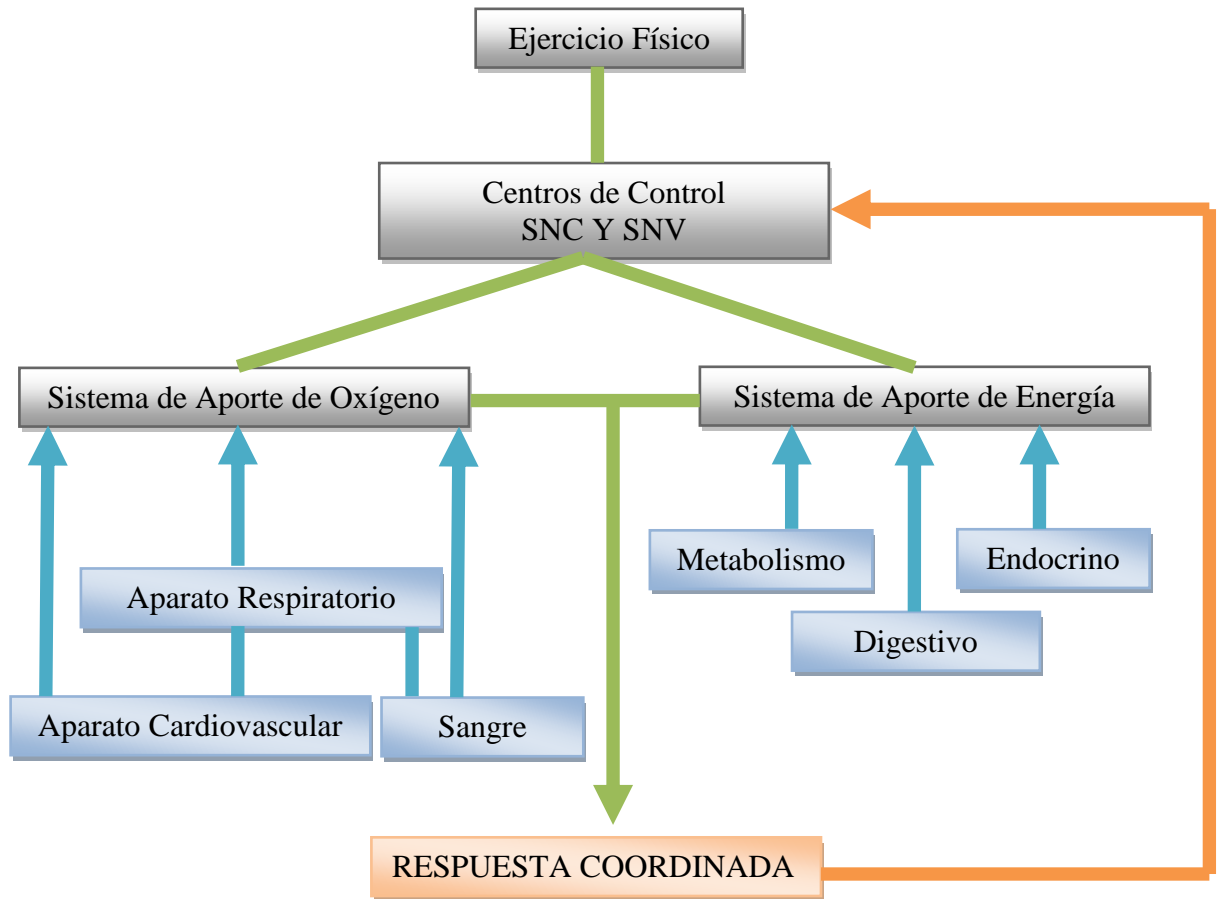 Ejercicio Físico
Centros de Control
SNC Y SNV
Sistema de Aporte de Oxígeno
Sistema de Aporte de Energía
Metabolismo
Endocrino
Aparato Respiratorio
Digestivo
Aparato Cardiovascular
Sangre
RESPUESTA COORDINADA